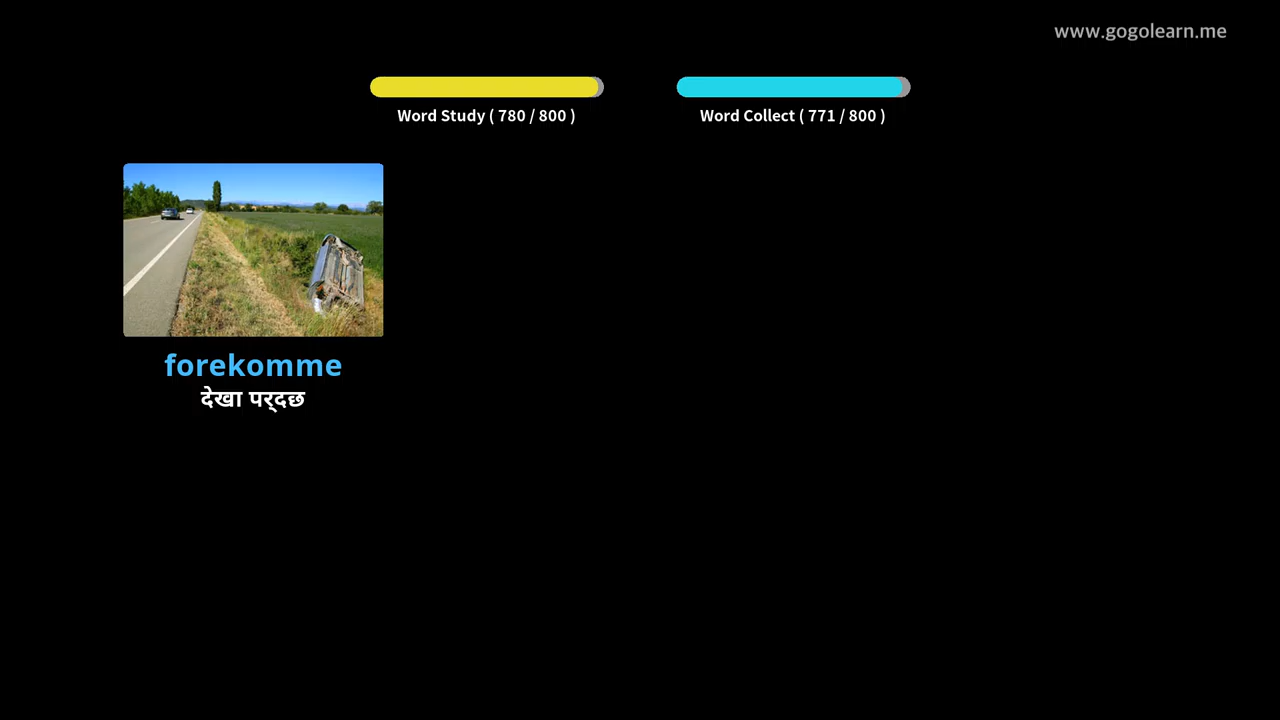 www.gogolearn.me
Word Study ( 780 / 800 )
Word Collect ( 771 / 800 )
forekomme
देखा पर्‌दछ